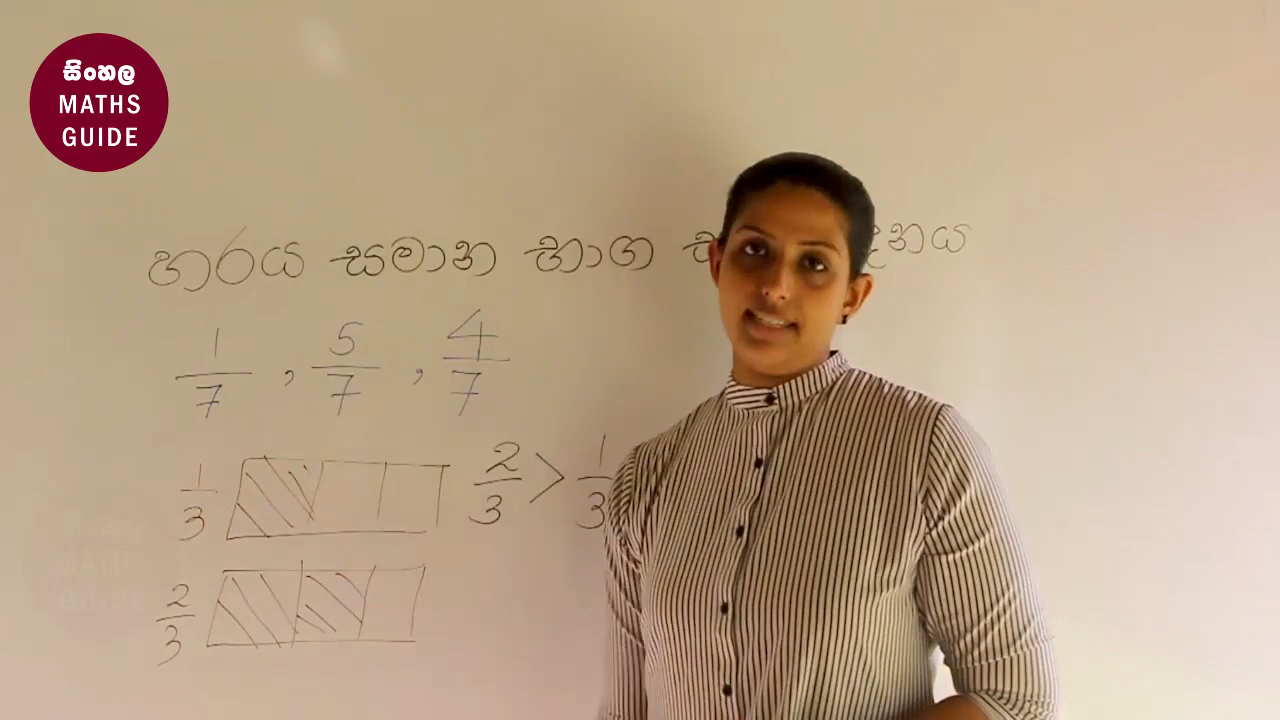 සිංහල
MATHS
GUIDE
හරය සමාන භාග
1/7 , 5/7 , 4/7
1/3 2/3 > 1/3
2/3